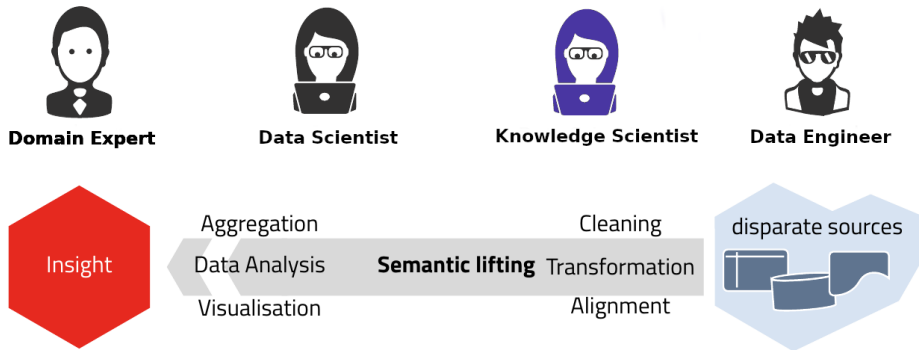 Domain Expert
Data Scientist
Knowledge Scientist
Data Engineer
Insight
Aggregation
Data Analysis
Visualisation
Semantic lifting
Cleaning
Transformation
Alignment
disparate sources